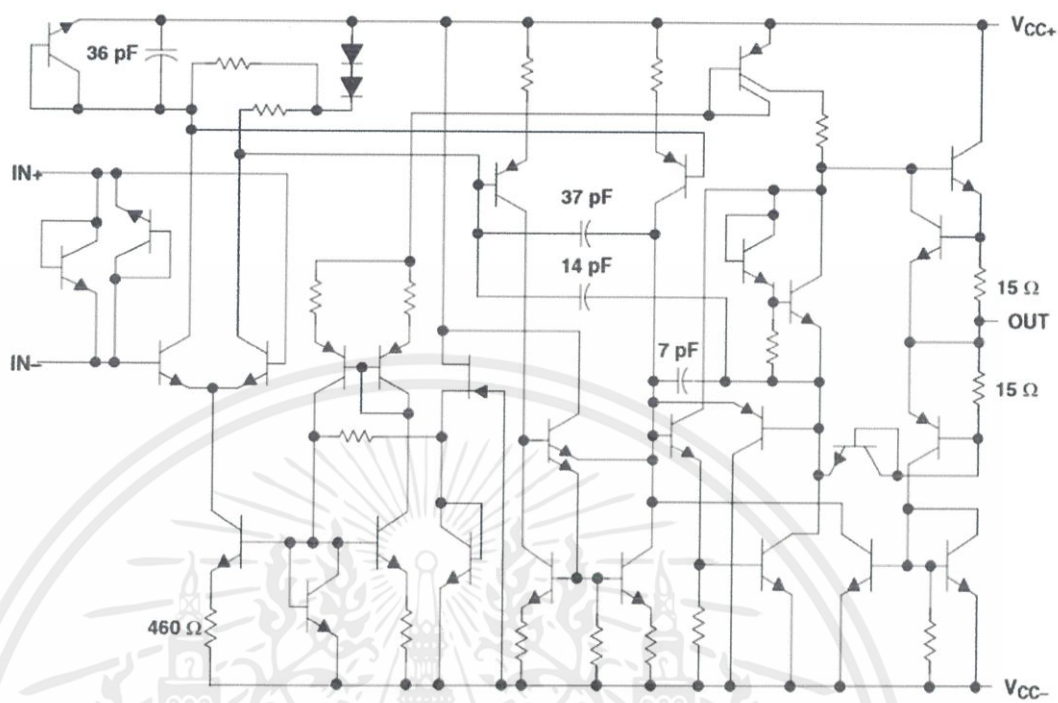 VCC+
36 pF
IN+
37 pF
14 pF
15 Ω
OUT
7 pF
IN–
15 Ω
460 Ω
VCC–